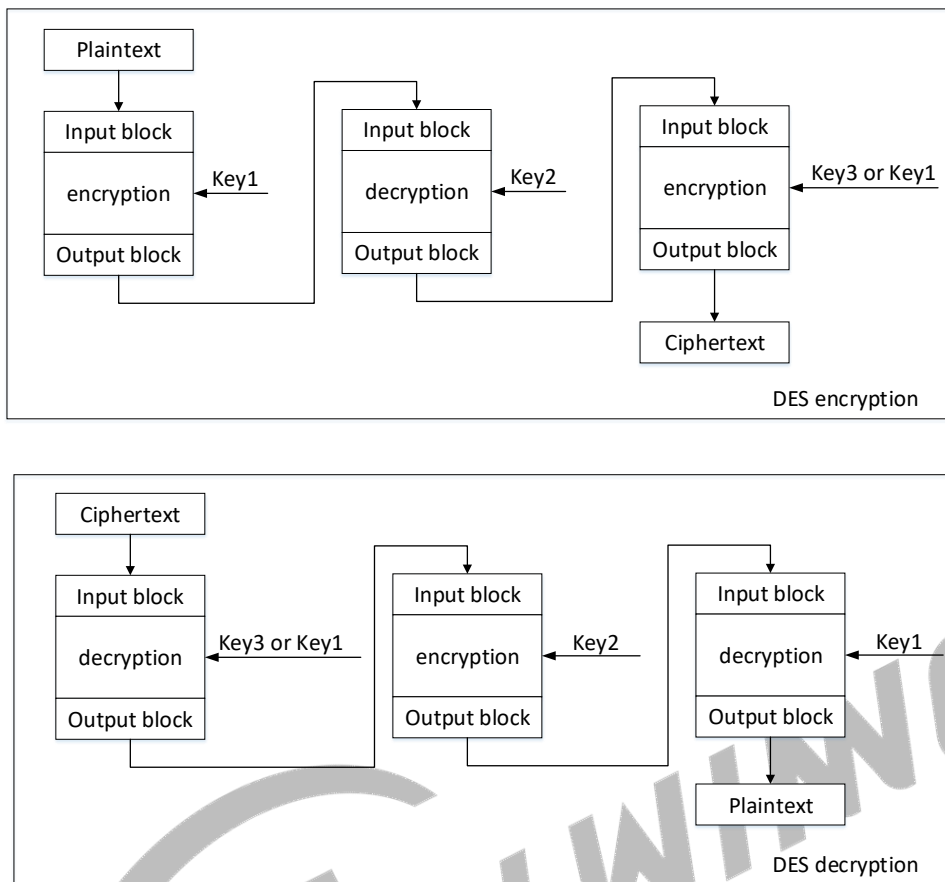 Plaintext
Input block
encryption
Output block
Key1
Input block
decryption
Output block
Key2
Input block
encryption
Output block
Key3 or Key1
Ciphertext
DES encryption
Ciphertext
Input block
decryption
Output block
Key3 or Key1
Input block
encryption
Output block
Key2
Input block
decryption
Output block
Key1
Plaintext
DES decryption